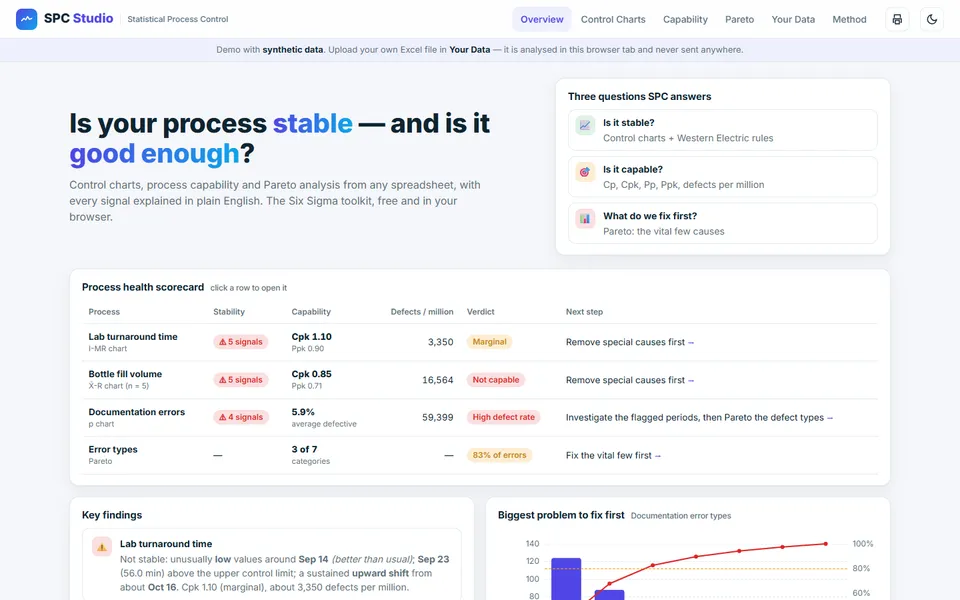 SPC Studio
Statistical Process Control
Overview
Control Charts
Capability
Pareto
Your Data
Method
Demo with synthetic data. Upload your own Excel file in Your Data — it is analysed in this browser tab and never sent anywhere.
Is your process stable — and is it
good enough?
Control charts, process capability and Pareto analysis from any spreadsheet, with
every signal explained in plain English. The Six Sigma toolkit, free and in your
browser.
Three questions SPC answers
Is it stable?
Control charts + Western Electric rules
Is it capable?
Cp, Cpk, Pp, Ppk, defects per million
What do we fix first?
Pareto: the vital few causes
Process health scorecard click a row to open it
Process Stability Capability Defects / million Verdict Next step
Lab turnaround time ⚠ 5 signals Cpk 1.10 3,350 Marginal Remove special causes first →
I–MR chart Ppk 0.90
Bottle fill volume ⚠ 5 signals Cpk 0.85 16,564 Not capable Remove special causes first →
X̄-R chart (n = 5) Ppk 0.71
Documentation errors ⚠ 4 signals 5.9% 59,399 High defect rate Investigate the flagged periods, then Pareto the defect types →
p chart average defective
Error types — 3 of 7 — 83% of errors Fix the vital few first →
Pareto categories
Key findings
Lab turnaround time
Not stable: unusually low values around Sep 14 (better than usual); Sep 23
(56.0 min) above the upper control limit; a sustained upward shift from
about Oct 16. Cpk 1.10 (marginal), about 3,350 defects per million.
Biggest problem to fix first Documentation error types
140
120
100
80
100%
80%
60%